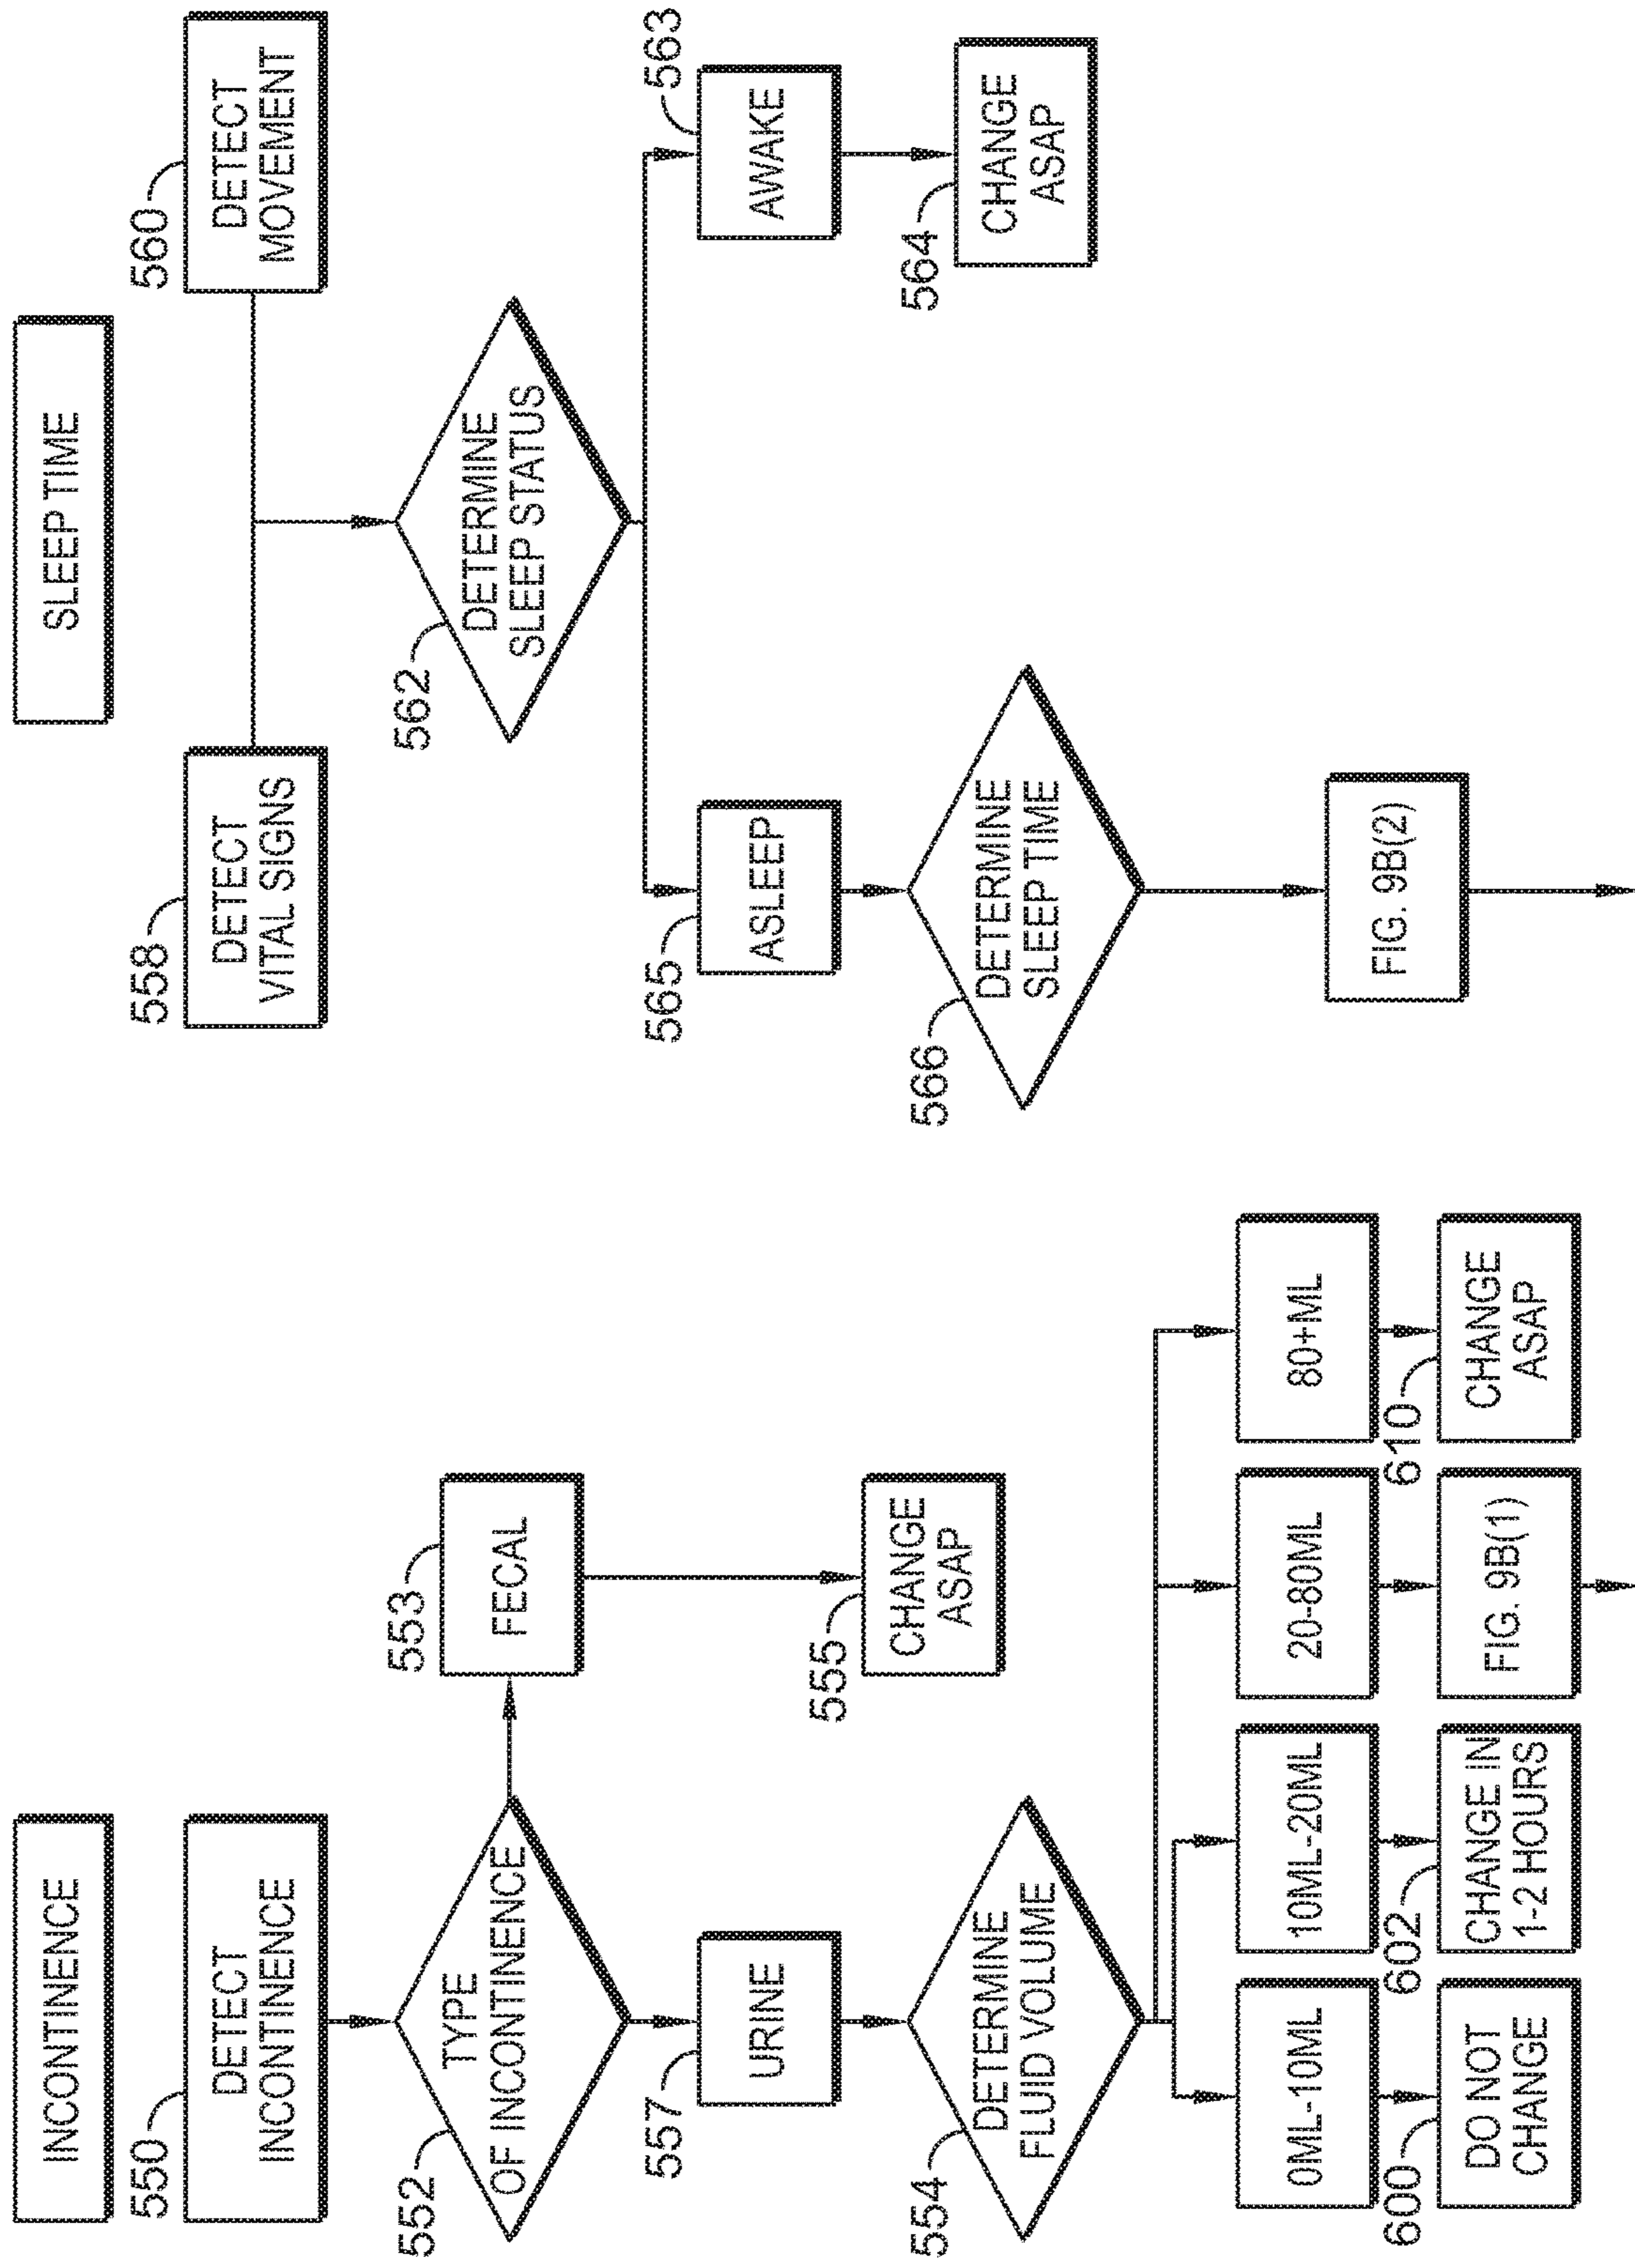 INCONTINENCE
550
DETECT
INCONTINENCE
552
TYPE
OF INCONTINENCE
553
FECAL
555
CHANGE
ASAP
557
URINE
554
DETERMINE
FLUID VOLUME
0ML-10ML
10ML-20ML
20-80ML
80+ML
600
DO NOT
CHANGE
602
CHANGE IN
1-2 HOURS
FIG. 9B(1)
610
CHANGE
ASAP
SLEEP TIME
558
DETECT
VITAL SIGNS
560
DETECT
MOVEMENT
562
DETERMINE
SLEEP STATUS
565
ASLEEP
563
AWAKE
566
DETERMINE
SLEEP TIME
564
CHANGE
ASAP
FIG. 9B(2)